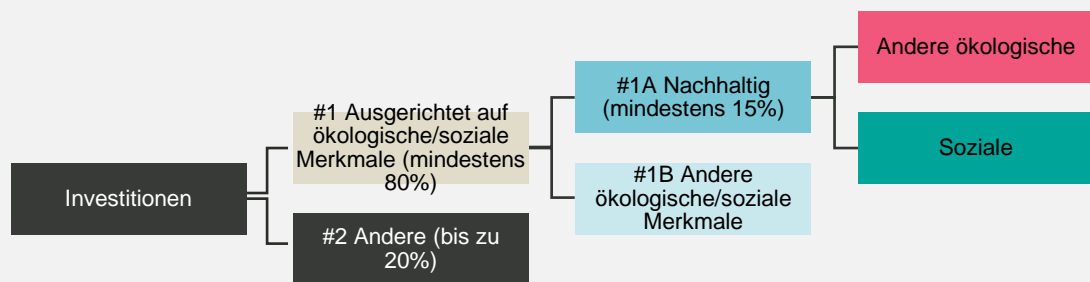 Investitionen
#1 Ausgerichtet auf
ökologische/soziale
Merkmale (mindestens
80%)
#2 Andere (bis zu
20%)
#1A Nachhaltig
(mindestens 15%)
#1B Andere
ökologische/soziale
Merkmale
Andere ökologische
Soziale